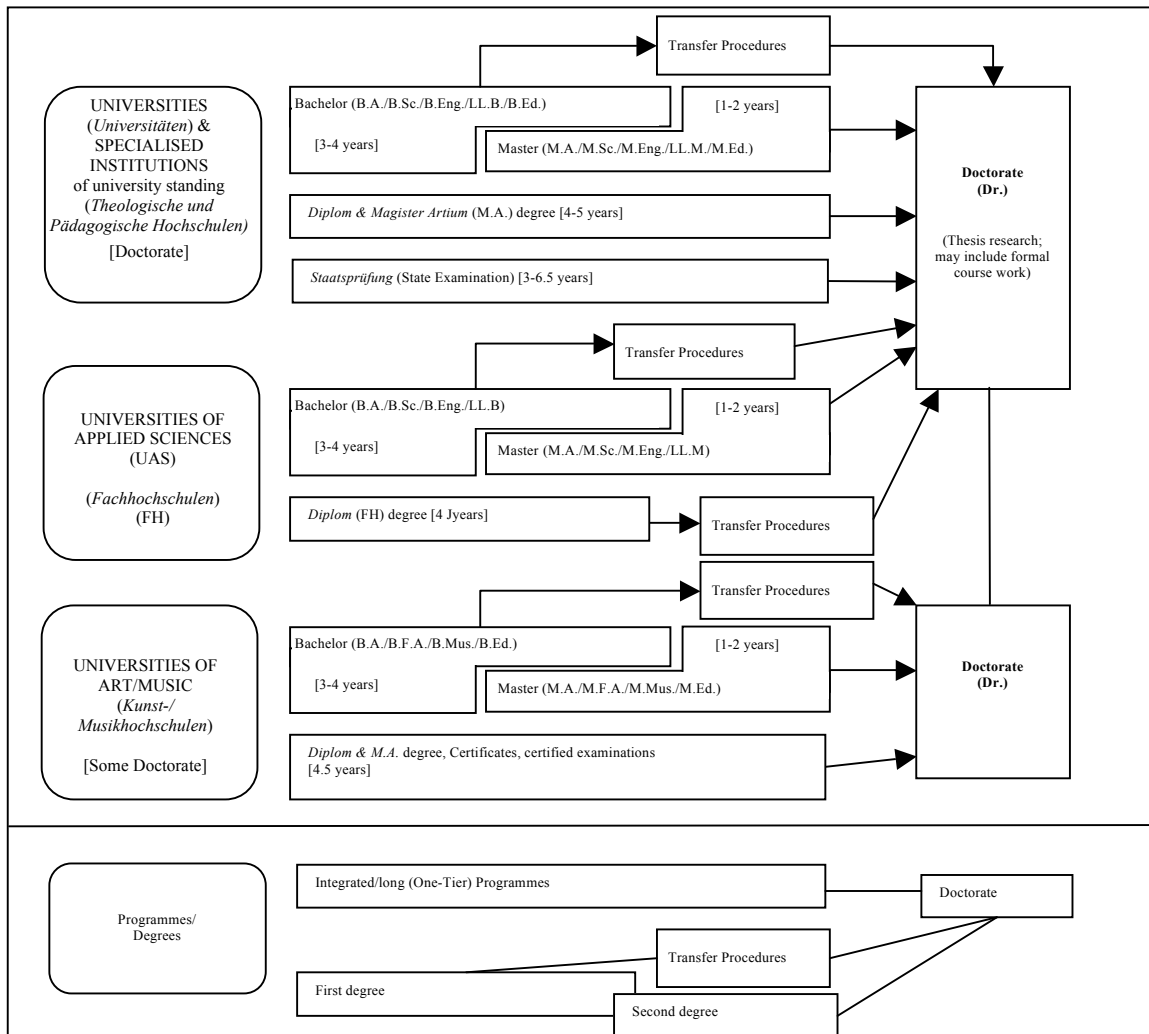 Transfer Procedures
UNIVERSITIES
(Universitäten) &
SPECIALISED
INSTITUTIONS
of university standing
(Theologische und
Pädagogische Hochschulen)
[Doctorate]
Bachelor (B.A./B.Sc./B.Eng./LL.B./B.Ed.)
[3-4 years]
[1-2 years]
Master (M.A./M.Sc./M.Eng./LL.M./M.Ed.)
Diplom & Magister Artium (M.A.) degree [4-5 years]
Staatsprüfung (State Examination) [3-6.5 years]
Doctorate
(Dr.)
(Thesis research;
may include formal
course work)
Transfer Procedures
UNIVERSITIES OF
APPLIED SCIENCES
(UAS)
(Fachhochschulen)
(FH)
Bachelor (B.A./B.Sc./B.Eng./LL.B)
[3-4 years]
[1-2 years]
Master (M.A./M.Sc./M.Eng./LL.M)
Diplom (FH) degree [4 Jyears]
Transfer Procedures
Transfer Procedures
UNIVERSITIES OF
ART/MUSIC
(Kunst-/
Musikhochschulen)
[Some Doctorate]
Bachelor (B.A./B.F.A./B.Mus./B.Ed.)
[3-4 years]
[1-2 years]
Master (M.A./M.F.A./M.Mus./M.Ed.)
Diplom & M.A. degree, Certificates, certified examinations
[4.5 years]
Doctorate
(Dr.)
Programmes/
Degrees
Integrated/long (One-Tier) Programmes
Doctorate
Transfer Procedures
First degree
Second degree